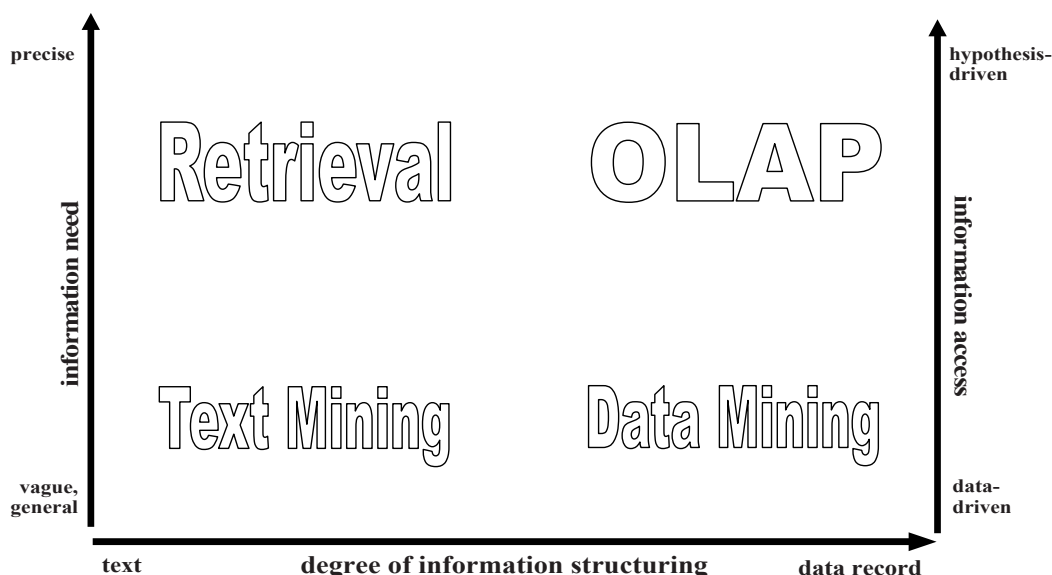 precise
hypothesis-
driven
Retrieval
OLAP
information need
information access
Text Mining
Data Mining
vague,
general
data-
driven
text
degree of information structuring
data record